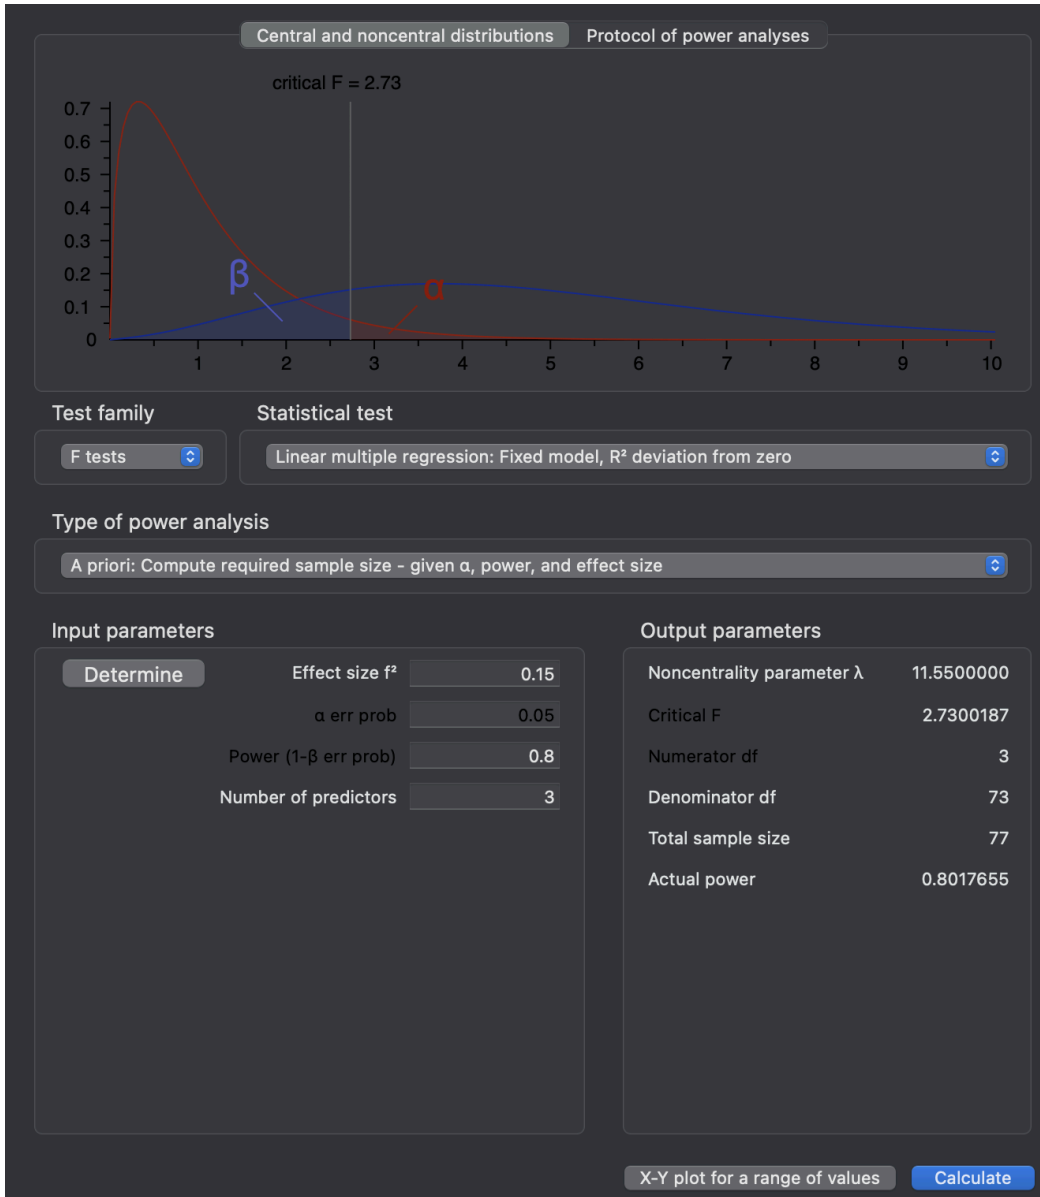 Central and noncentral distributions Protocol of power analyses
critical F = 2.73
0.7
0.6
0.5
0.4
0.3
0.2
0.1
0
β
α
1 2 3 4 5 6 7 8 9 10
Test family Statistical test
F tests Linear multiple regression: Fixed model, R² deviation from zero
Type of power analysis
A priori: Compute required sample size - given α, power, and effect size
Input parameters
Determine
Effect size f² 0.15
α err prob 0.05
Power (1-β err prob) 0.8
Number of predictors 3
Output parameters
Noncentrality parameter λ 11.5500000
Critical F 2.7300187
Numerator df 3
Denominator df 73
Total sample size 77
Actual power 0.8017655
X-Y plot for a range of values Calculate